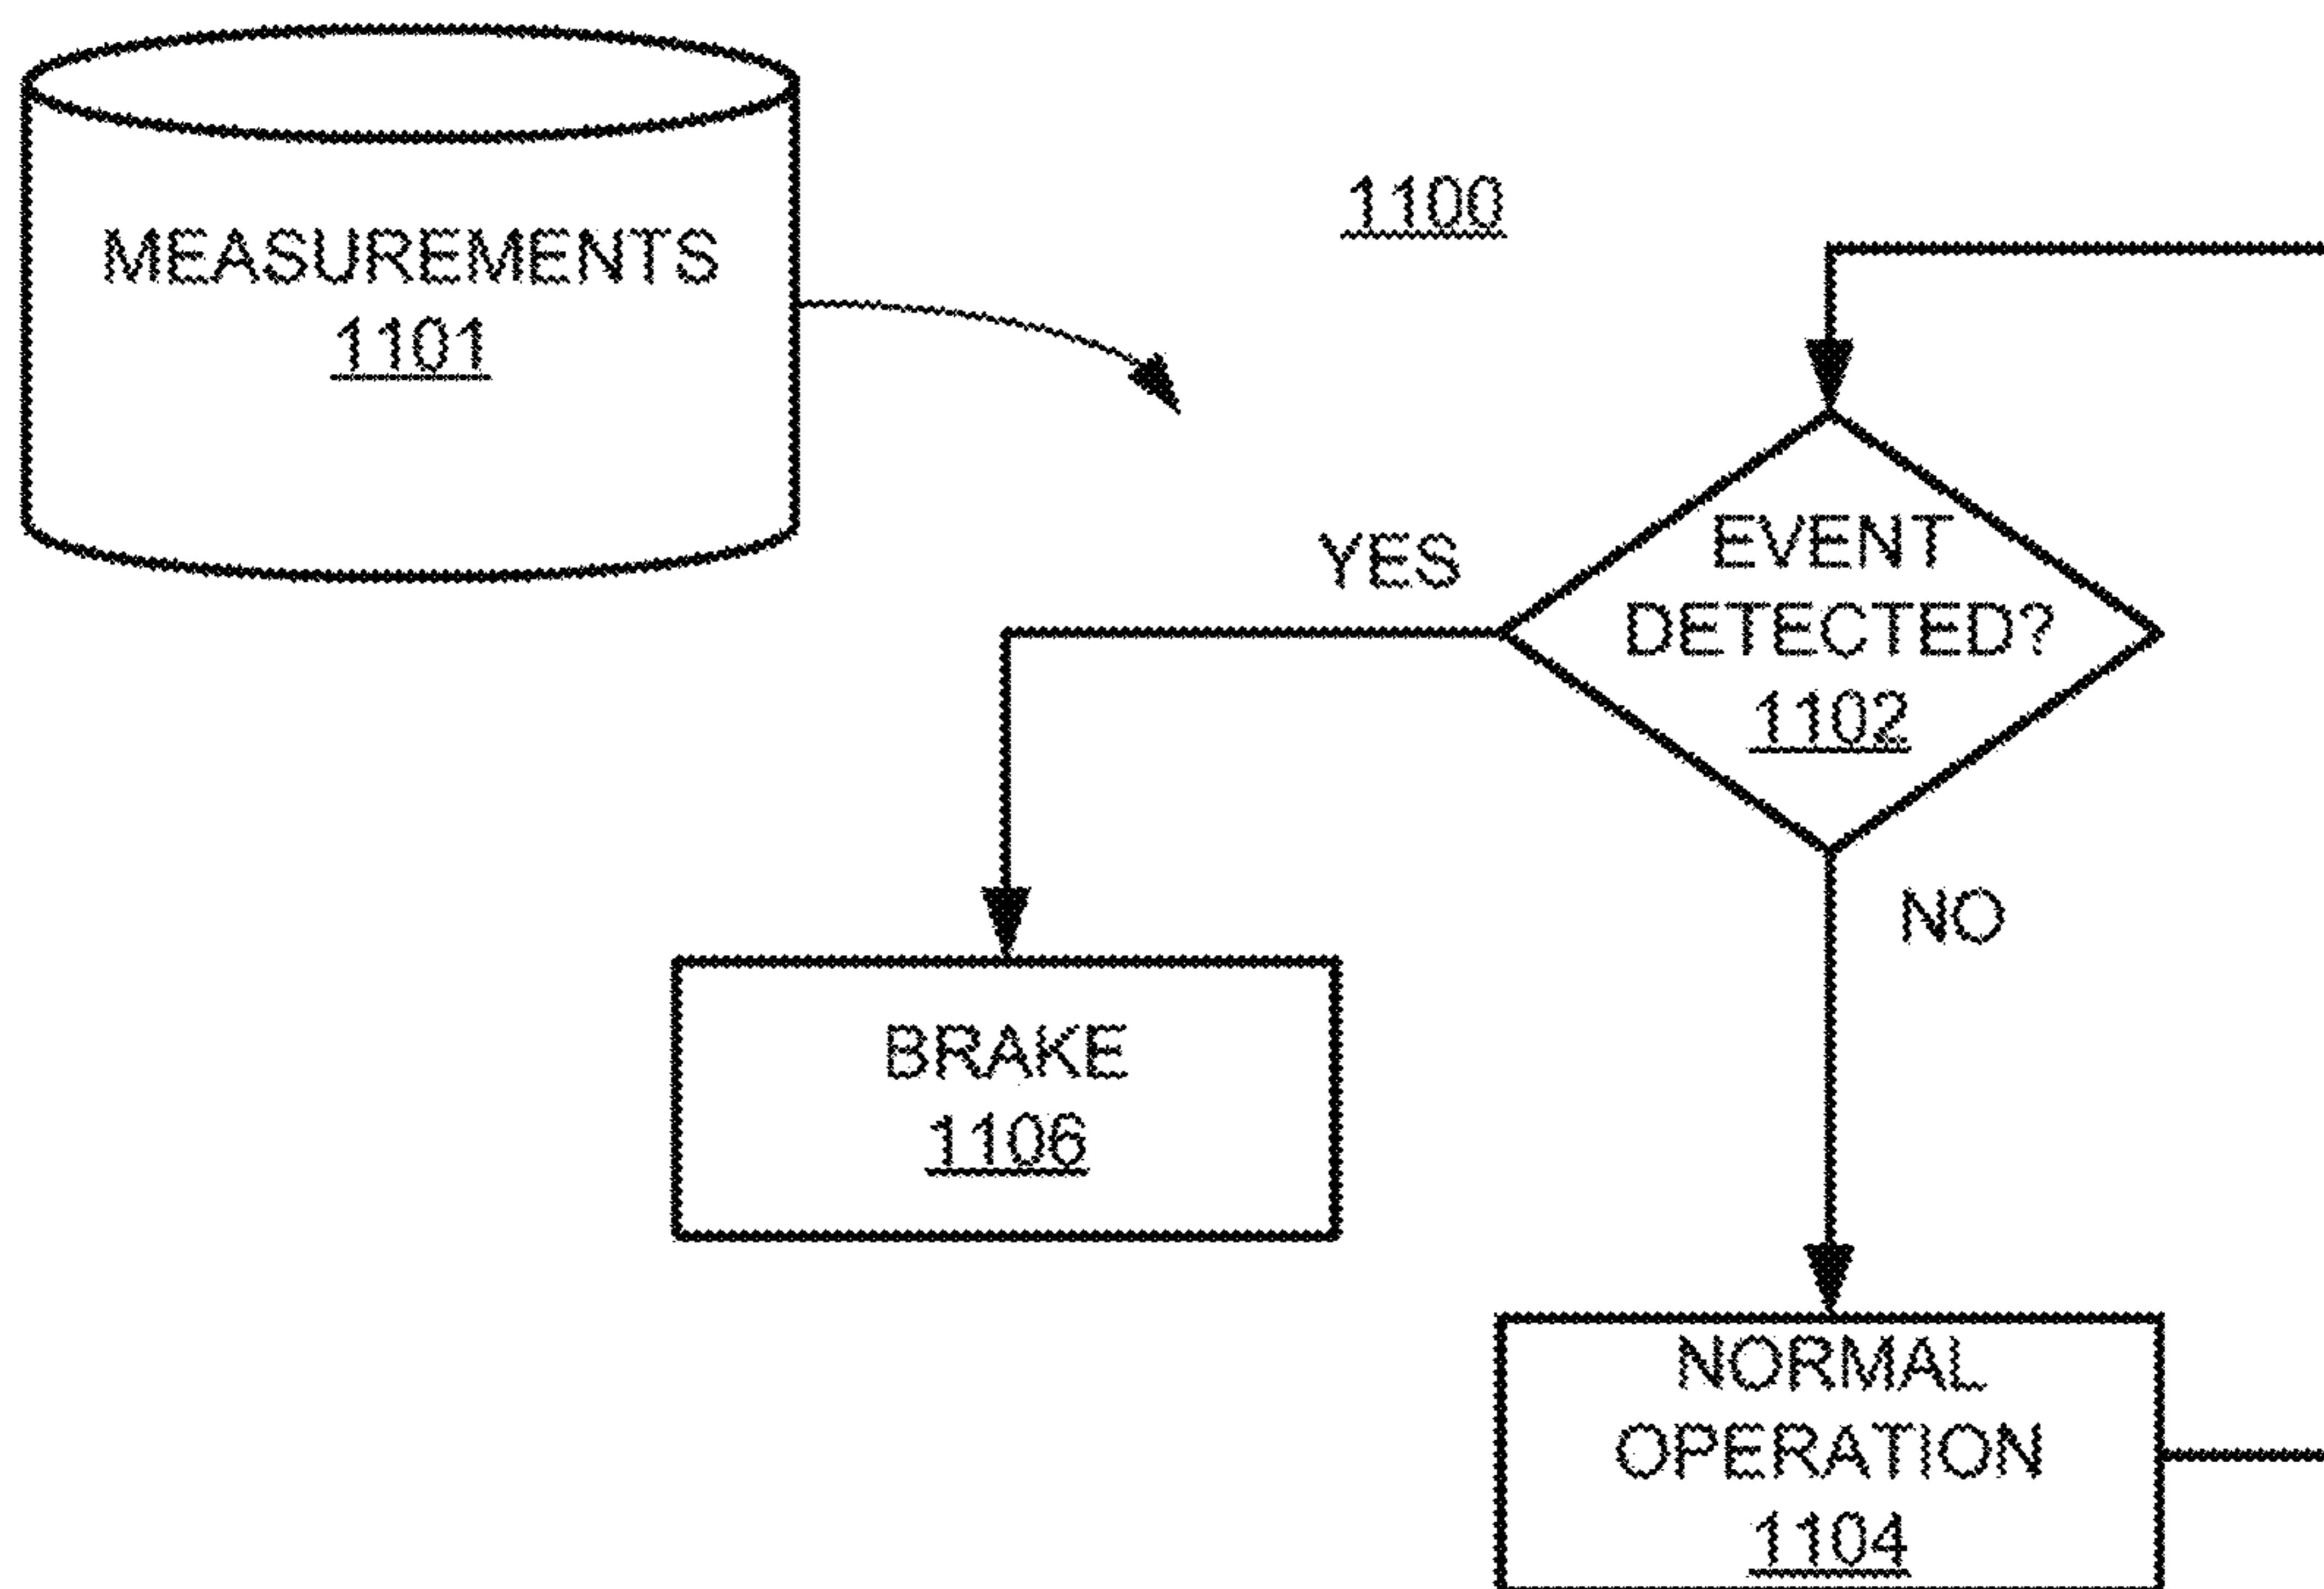 MEASUREMENTS
1101
1100
EVENT
DETECTED?
1102
YES
NO
BRAKE
1106
NORMAL
OPERATION
1104